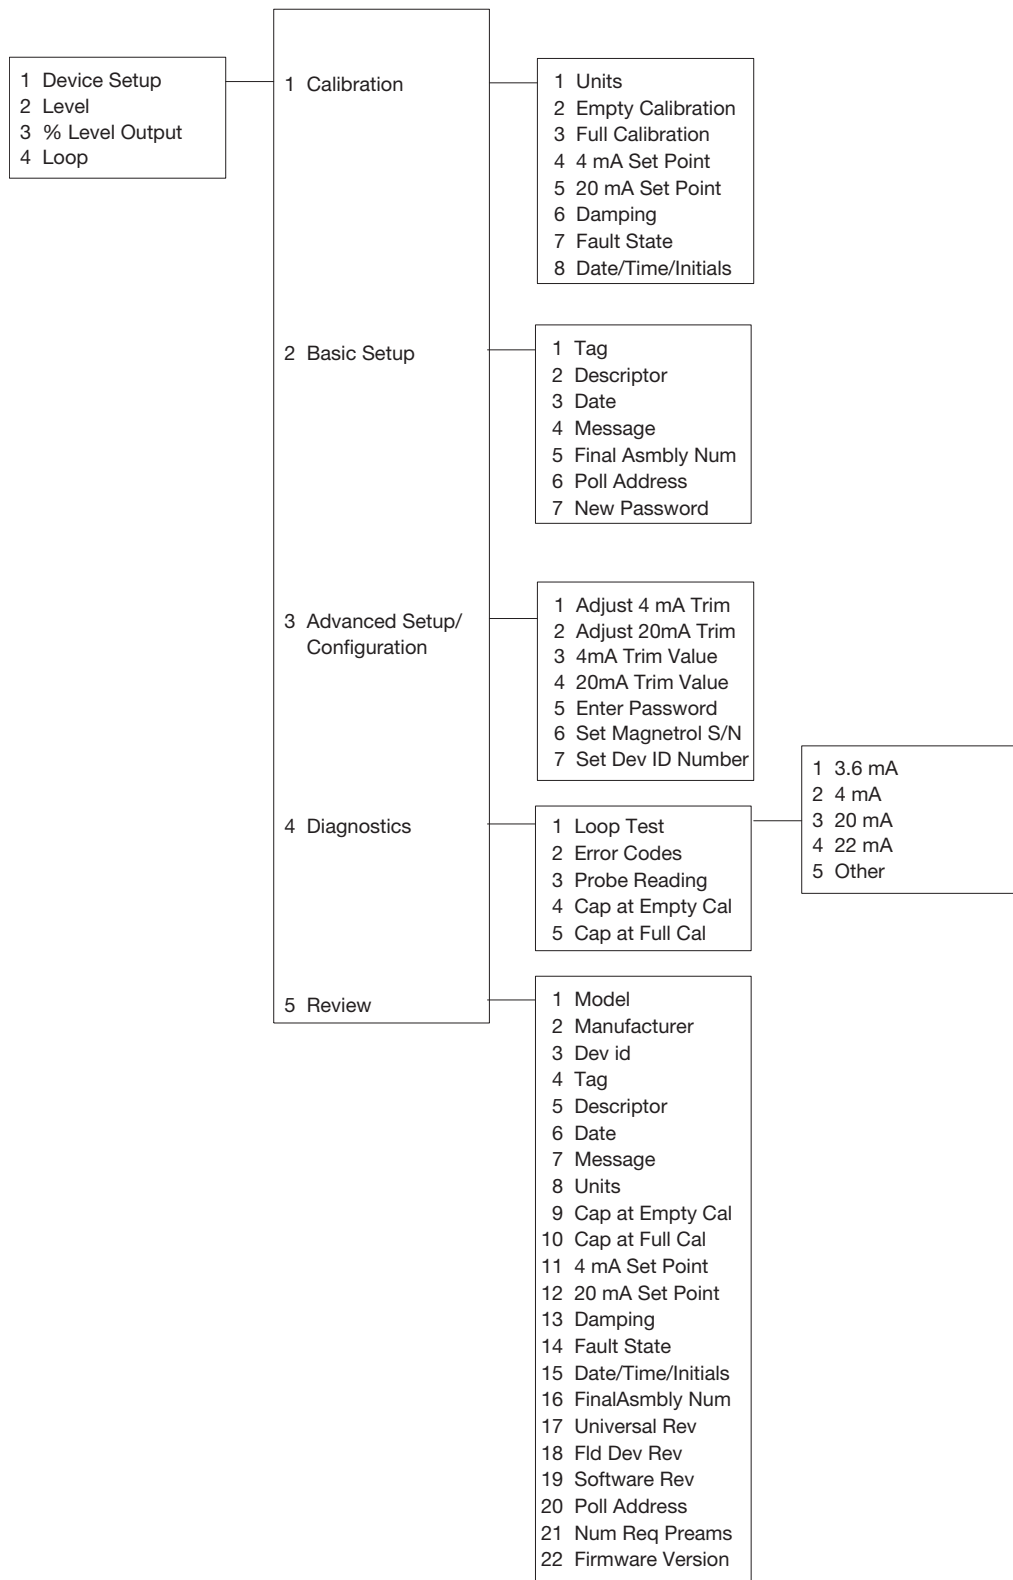 1 Device Setup
2 Level
3 % Level Output
4 Loop
1 Calibration
1 Units
2 Empty Calibration
3 Full Calibration
4 4 mA Set Point
5 20 mA Set Point
6 Damping
7 Fault State
8 Date/Time/Initials
2 Basic Setup
1 Tag
2 Descriptor
3 Date
4 Message
5 Final Asmbly Num
6 Poll Address
7 New Password
3 Advanced Setup/
Configuration
1 Adjust 4 mA Trim
2 Adjust 20mA Trim
3 4mA Trim Value
4 20mA Trim Value
5 Enter Password
6 Set Magnetrol S/N
7 Set Dev ID Number
4 Diagnostics
1 Loop Test
2 Error Codes
3 Probe Reading
4 Cap at Empty Cal
5 Cap at Full Cal
1 3.6 mA
2 4 mA
3 20 mA
4 22 mA
5 Other
5 Review
1 Model
2 Manufacturer
3 Dev id
4 Tag
5 Descriptor
6 Date
7 Message
8 Units
9 Cap at Empty Cal
10 Cap at Full Cal
11 4 mA Set Point
12 20 mA Set Point
13 Damping
14 Fault State
15 Date/Time/Initials
16 FinalAsmbly Num
17 Universal Rev
18 Fld Dev Rev
19 Software Rev
20 Poll Address
21 Num Req Preams
22 Firmware Version